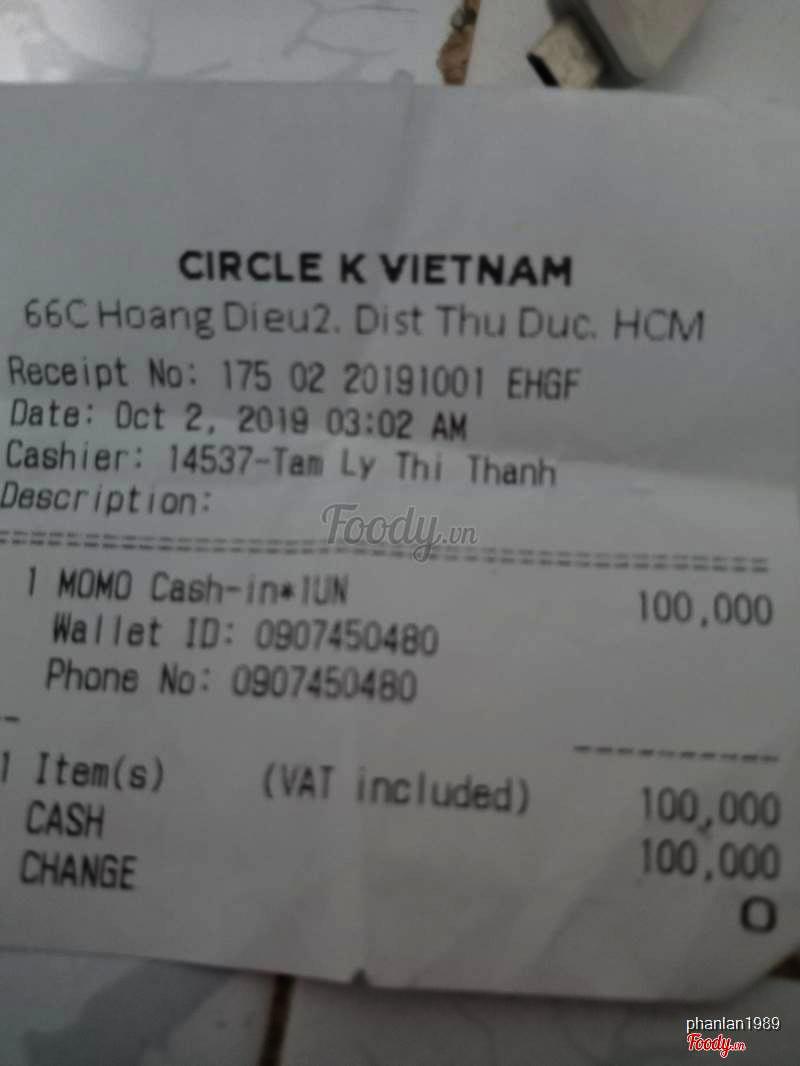 CIRCLE K VIETNAM
66C Hoang Dieu2. Dist Thu Duc. HCM
Receipt No: 175 02 20191001 EHGF
Date: Oct 2, 2019 03:02 AM
Cashier: 14537-Tam Ly Thi Thanh
Description:
Foody.vn
1 MOMO Cash-in*1UN 100,000
Wallet ID: 0907450480
Phone No: 0907450480
1 Item(s) (VAT included) 100,000
CASH 100,000
CHANGE 0
phanlan1989
Foody.vn